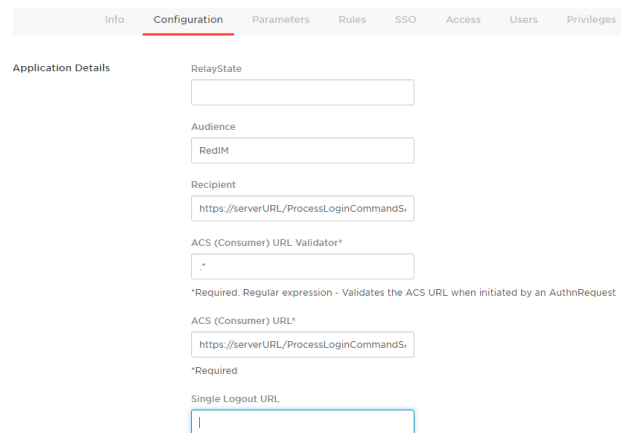 Info Configuration Parameters Rules SSO Access Users Privileges
Application Details
RelayState
Audience
RedIM
Recipient
https://serverURL/ProcessLoginCommandS
ACS (Consumer) URL Validator*
.*
*Required. Regular expression - Validates the ACS URL when initiated by an AuthnRequest
ACS (Consumer) URL*
https://serverURL/ProcessLoginCommandS
*Required
Single Logout URL